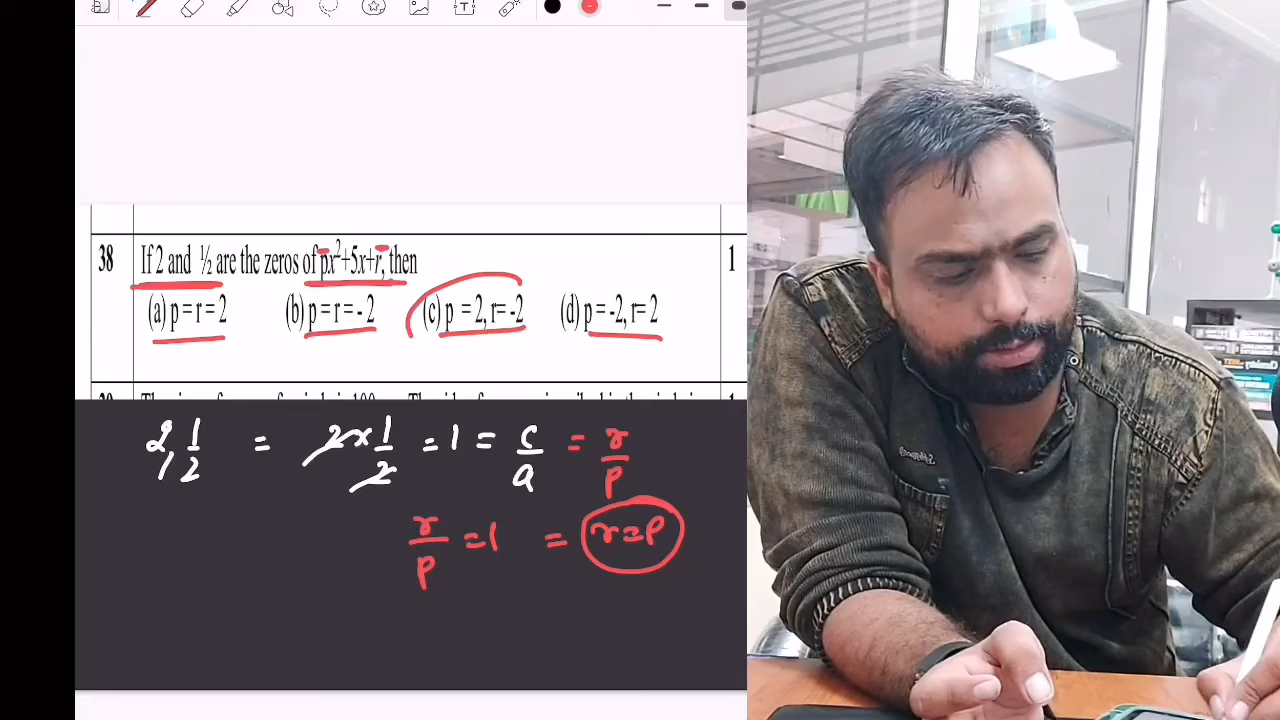 38 If 2 and ½ are the zeros of px²+5x+r, then 1
(a) p = r = 2 (b) p = r = - 2 (c) p = 2, r= -2 (d) p = -2, r= 2
2, 1/2 = 2 × 1/2 = 1 = c/a = r/p
r/p = 1 = r = p